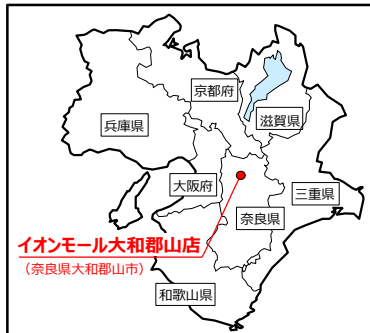 京都府
滋賀県
兵庫県
大阪府
三重県
奈良県
イオンモール大和郡山店
(奈良県大和郡山市)
和歌山県